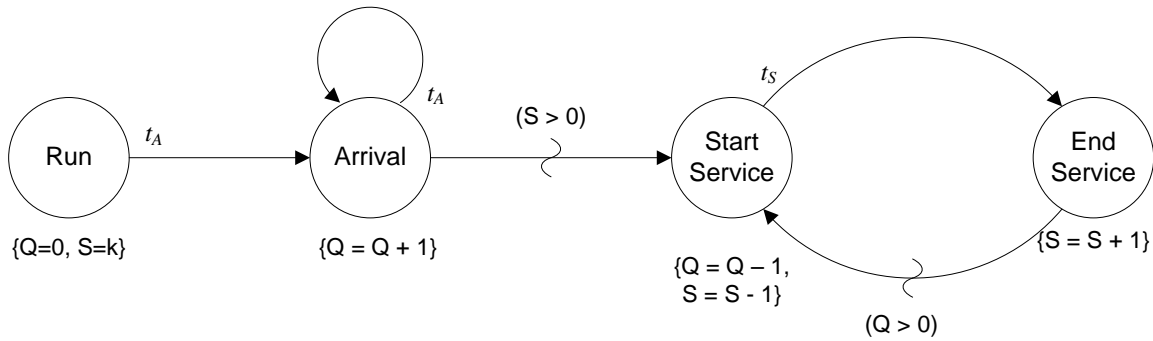 Run
{Q=0, S=k}
t_A
Arrival
{Q = Q + 1}
t_A
(S > 0)
Start
Service
{Q = Q – 1,
S = S - 1}
t_S
End
Service
{S = S + 1}
(Q > 0)